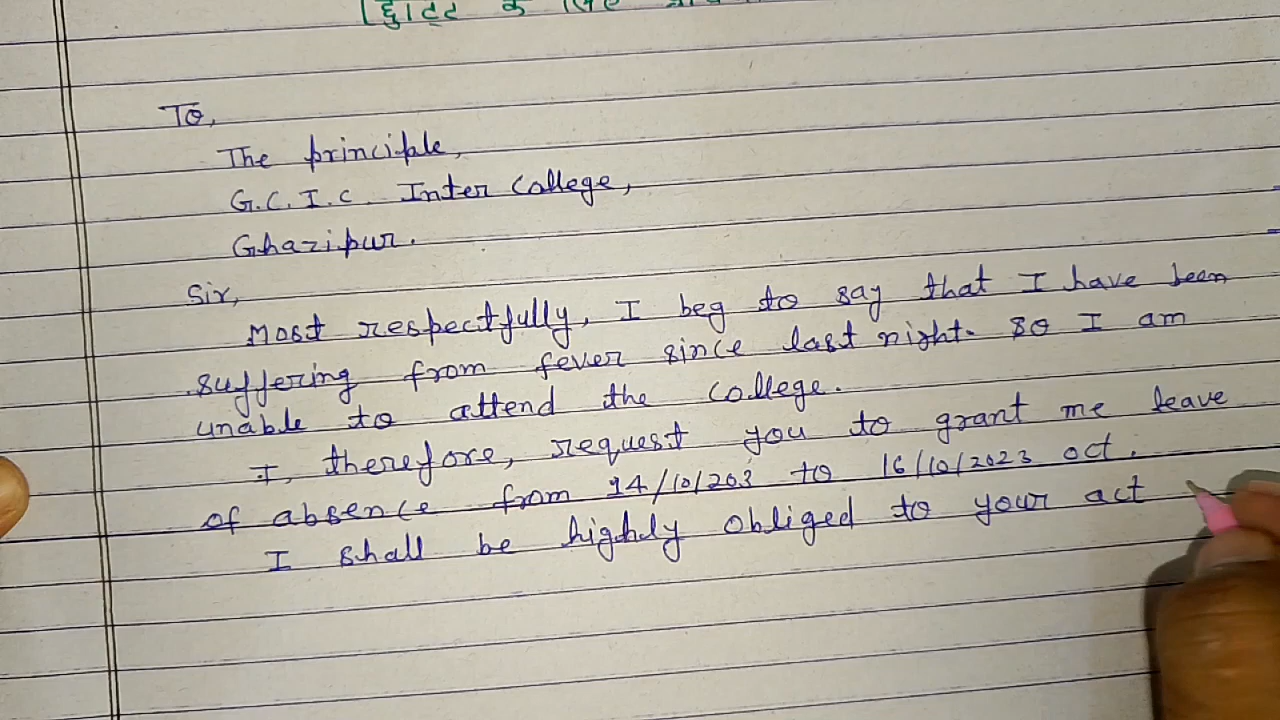 के लिए
To,
The principle,
G.C.I.C. Inter College,
Ghazipur.
Sir,
Most respectfully, I beg to say that I have been
suffering from fever since last night. so I am
unable to attend the college.
I, therefore, request you to grant me leave
of absence from 14/10/203 to 16/10/2023 oct.
I shall be highly obliged to your act